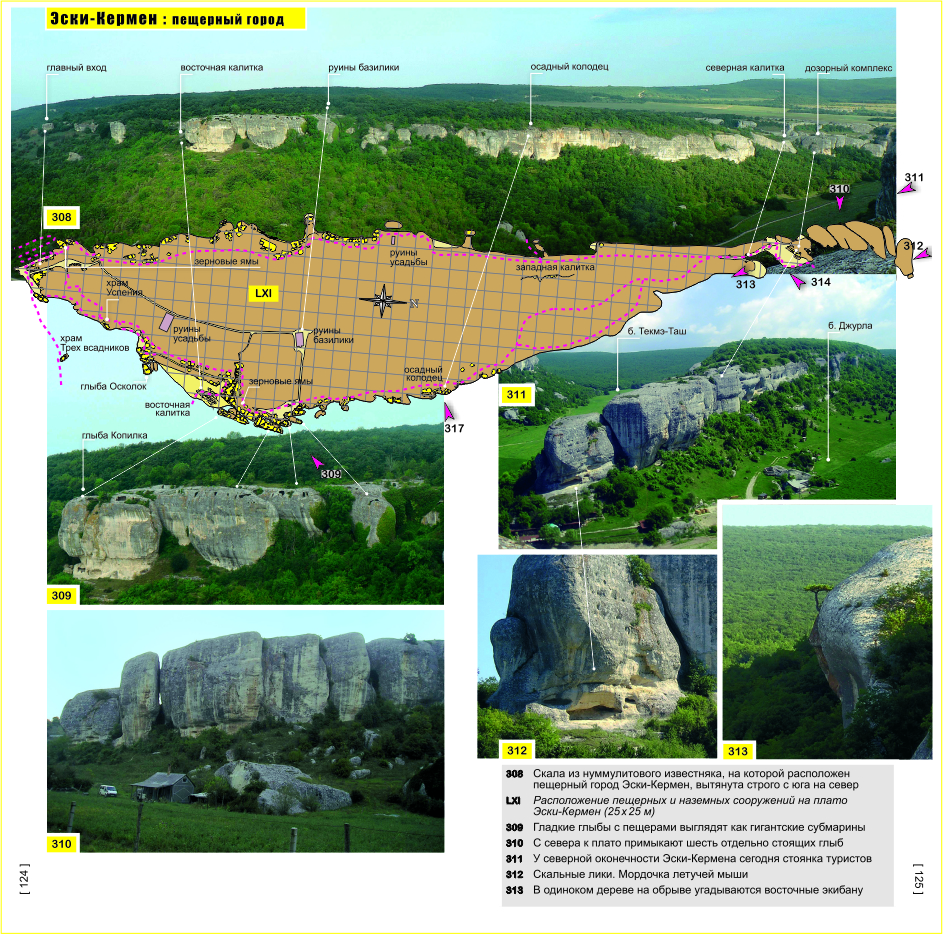 Эски-Кермен : пещерный город
главный вход
восточная калитка
руины базилики
осадный колодец
северная калитка
дозорный комплекс
310
311
308
312
руины
усадьбы
зерновые ямы
западная калитка
храм
Успения
LXI
N
313
314
руины
усадьбы
руины
базилики
б. Текмэ-Таш
б. Джурла
храм
Трех всадников
осадный
колодец
глыба Осколок
зерновые ямы
311
восточная
калитка
317
глыба Копилка
309
309
310
312
313
308 Скала из нуммулитового известняка, на которой расположен
пещерный город Эски-Кермен, вытянута строго с юга на север
LXI Расположение пещерных и наземных сооружений на плато
Эски-Кермен (25 x 25 м)
309 Гладкие глыбы с пещерами выглядят как гигантские субмарины
310 С севера к плато примыкают шесть отдельно стоящих глыб
311 У северной оконечности Эски-Кермена сегодня стоянка туристов
312 Скальные лики. Мордочка летучей мыши
313 В одиноком дереве на обрыве угадываются восточные экибану
[ 124 ]
[ 125 ]